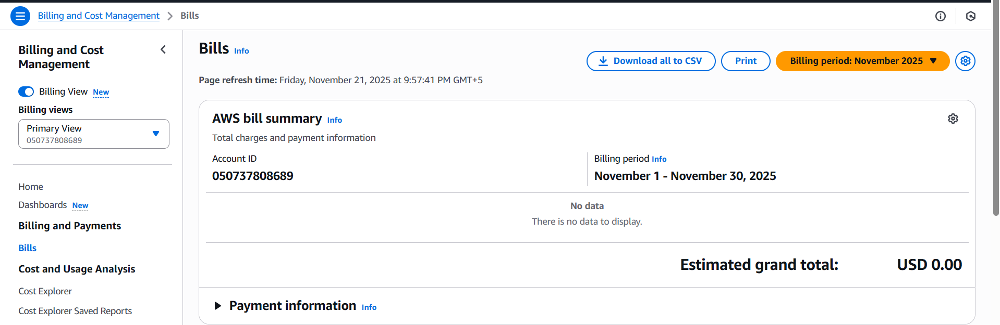 Billing and Cost Management > Bills
Billing and Cost Management
Billing View New
Billing views
Primary View
050737808689
Home
Dashboards New
Billing and Payments
Bills
Cost and Usage Analysis
Cost Explorer
Cost Explorer Saved Reports
Bills Info
Download all to CSV
Print
Billing period: November 2025
Page refresh time: Friday, November 21, 2025 at 9:57:41 PM GMT+5
AWS bill summary Info
Total charges and payment information
Account ID
050737808689
Billing period Info
November 1 - November 30, 2025
No data
There is no data to display.
Estimated grand total: USD 0.00
Payment information Info